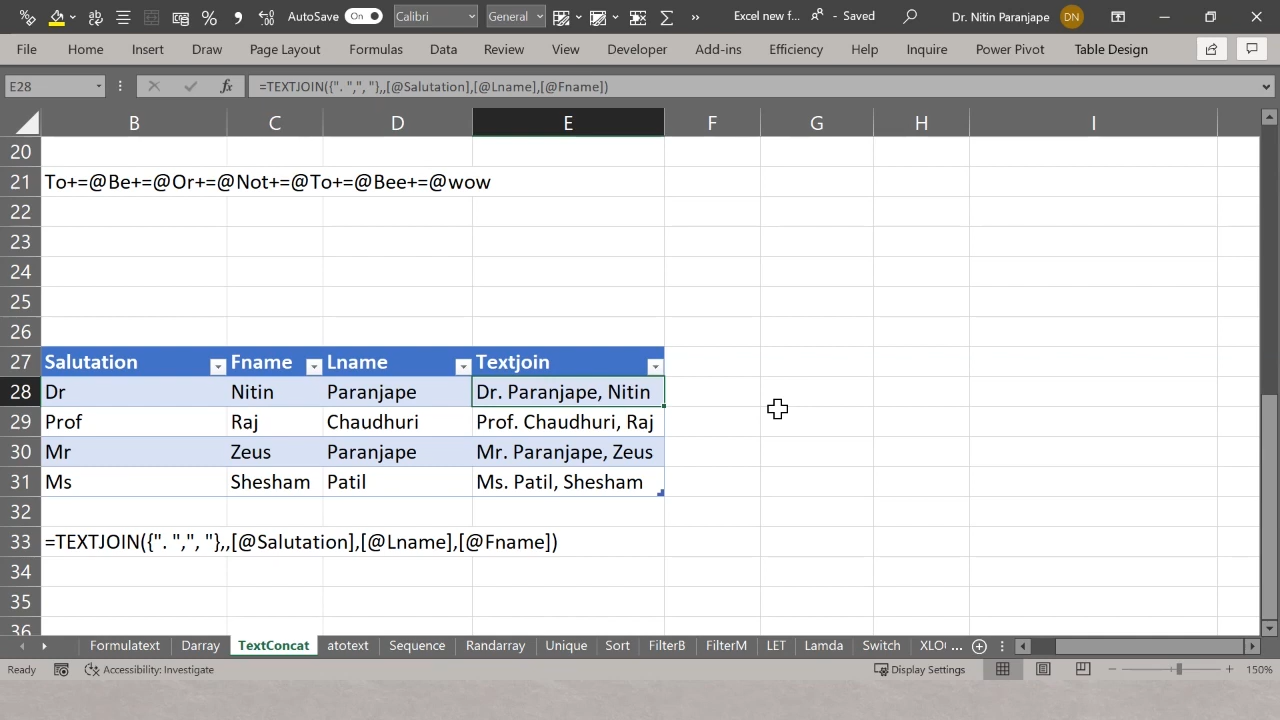 AutoSave On Calibri General Excel new f... - Saved Dr. Nitin Paranjape DN
File Home Insert Draw Page Layout Formulas Data Review View Developer Add-ins Efficiency Help Inquire Power Pivot Table Design
E28 fx =TEXTJOIN({". ",", "},,[@Salutation],[@Lname],[@Fname])
B C D E F G H I
20
21 To+=@Be+=@Or+=@Not+=@To+=@Bee+=@wow
22
23
24
25
26
27 Salutation Fname Lname Textjoin
28 Dr Nitin Paranjape Dr. Paranjape, Nitin
29 Prof Raj Chaudhuri Prof. Chaudhuri, Raj
30 Mr Zeus Paranjape Mr. Paranjape, Zeus
31 Ms Shesham Patil Ms. Patil, Shesham
32
33 =TEXTJOIN({". ",", "},,[@Salutation],[@Lname],[@Fname])
34
35
36
Formulatext Darray TextConcat atotext Sequence Randarray Unique Sort FilterB FilterM LET Lamda Switch XLO ...
Ready Accessibility: Investigate Display Settings 150%